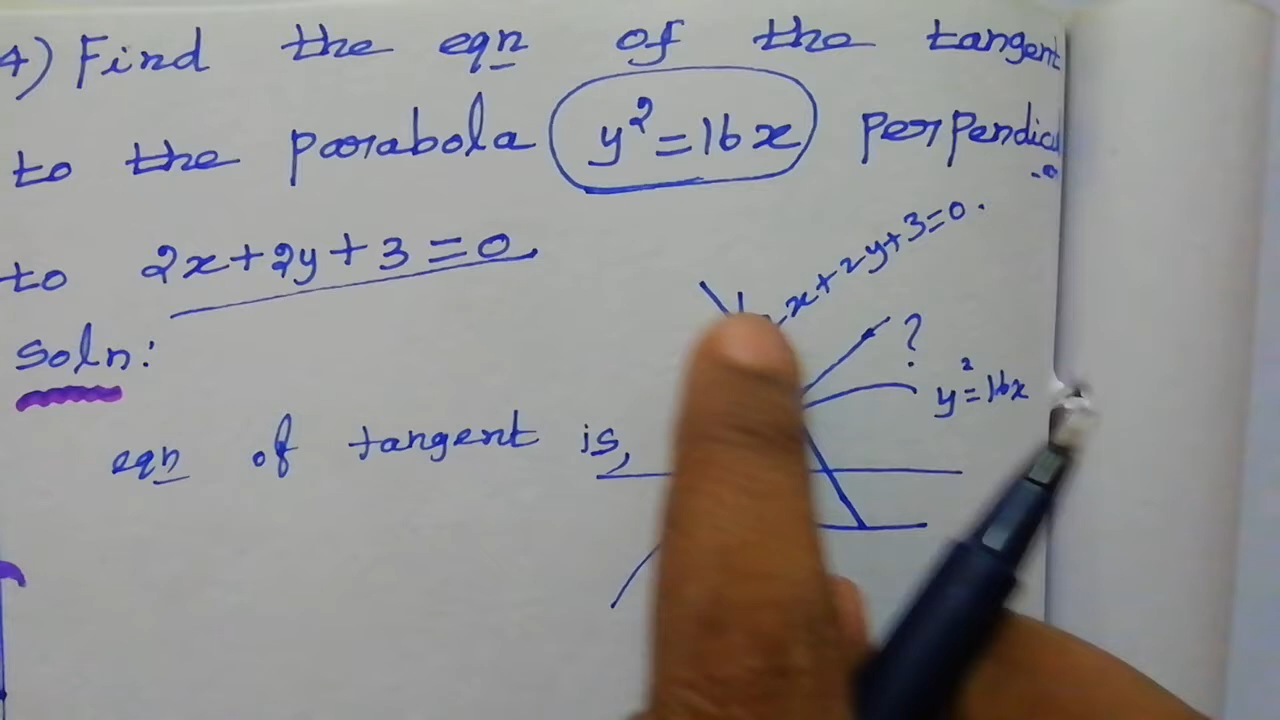 4) Find the eqn of the tangent
to the parabola y² = 16x perpendicul
to 2x + 2y + 3 = 0.
Soln:
eqn of tangent is,
x + 2y + 3 = 0.
?
y² = 16x